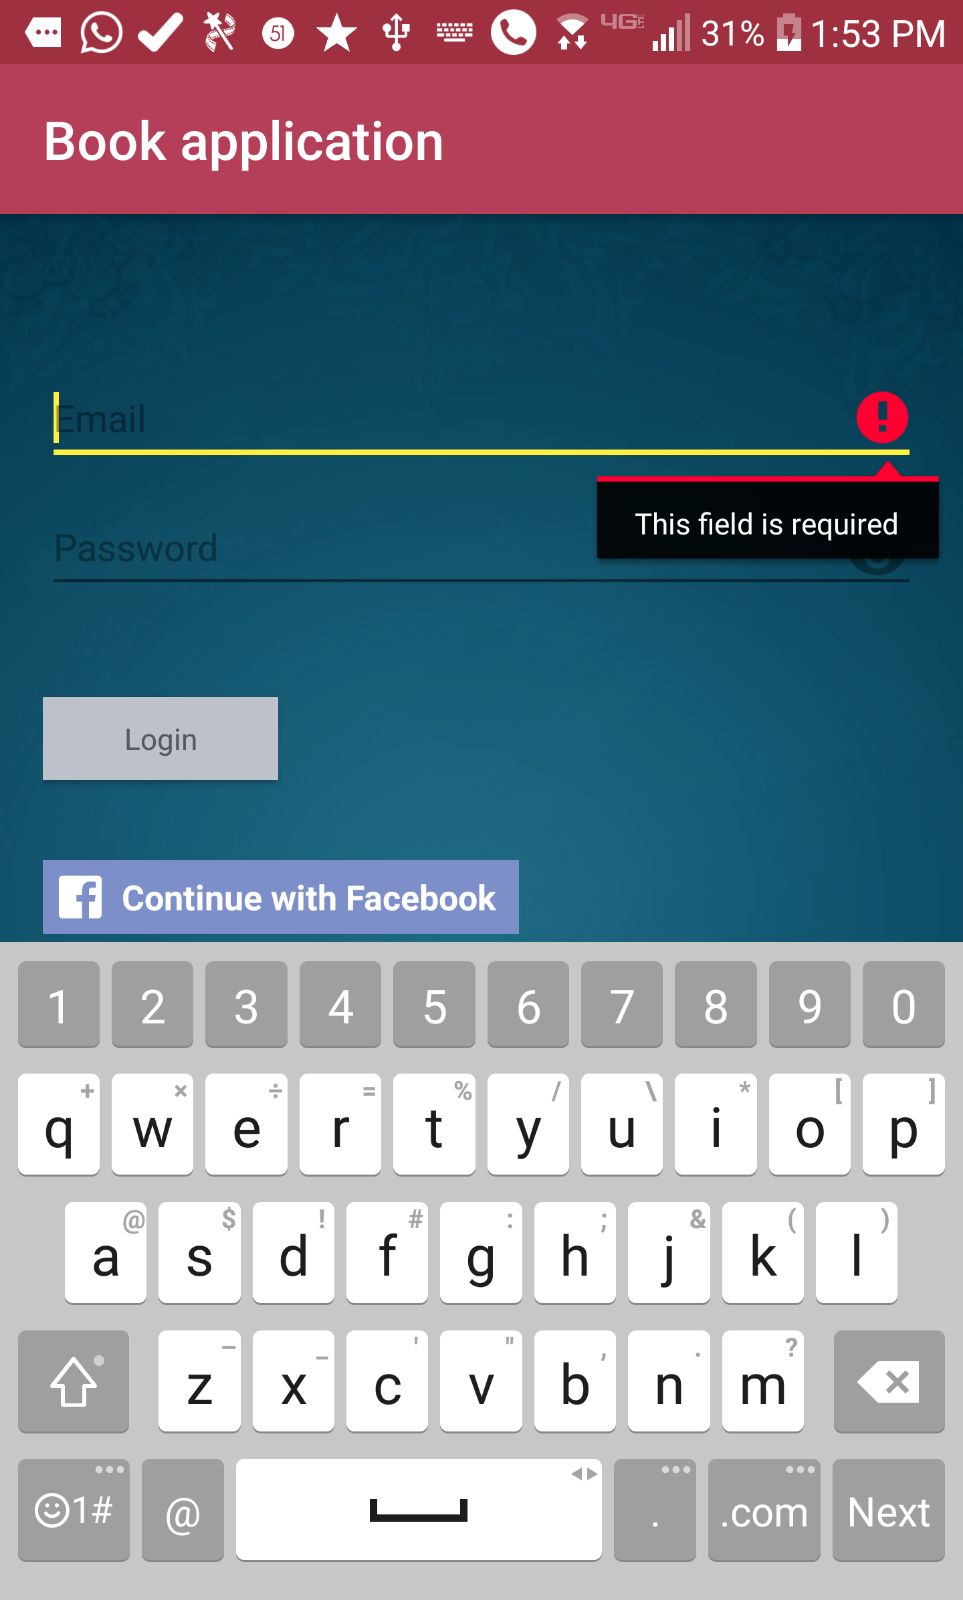 51 4G LTE 31% 1:53 PM
Book application
Email
This field is required
Password
Login
Continue with Facebook
1 2 3 4 5 6 7 8 9 0
+ × ÷ = % / \ * [ ]
q w e r t y u i o p
@ $ ! # : ; & ( )
a s d f g h j k l
– _ ' " , . ?
z x c v b n m
1# @ . .com Next